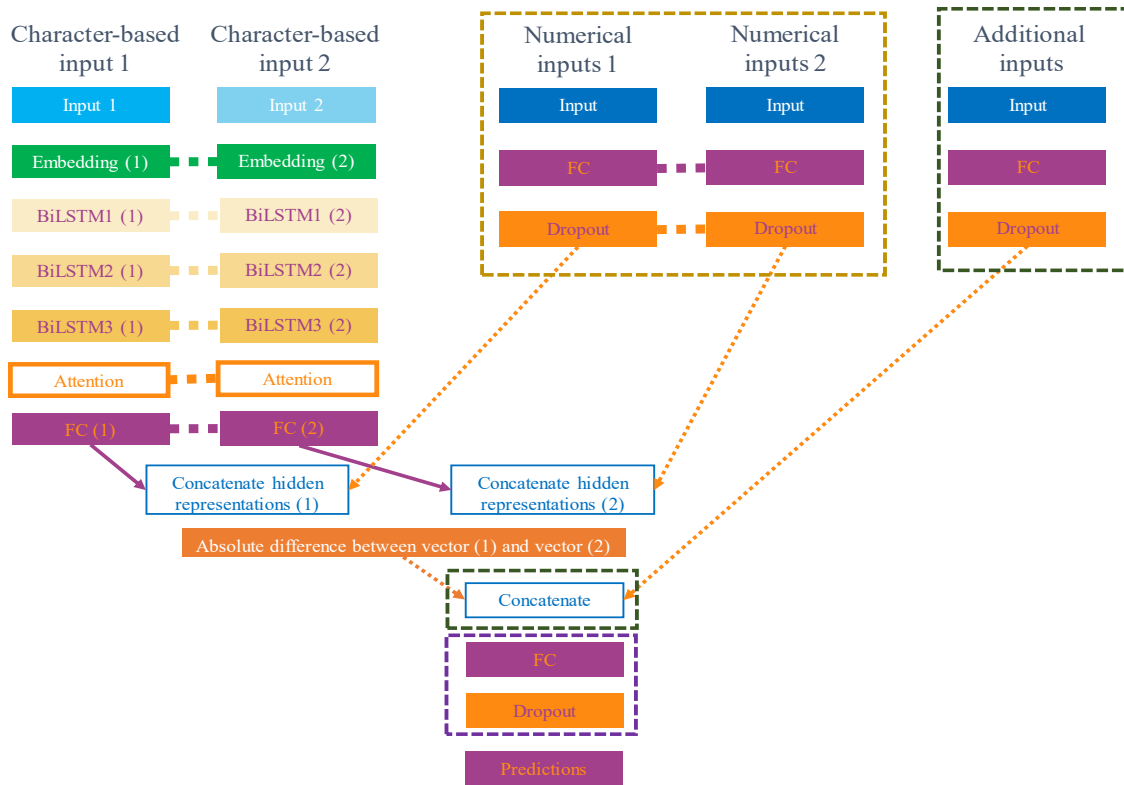 Character-based
input 1
Character-based
input 2
Numerical
inputs 1
Numerical
inputs 2
Additional
inputs
Input 1
Input 2
Input
Input
Input
Embedding (1)
Embedding (2)
FC
FC
FC
BiLSTM1 (1)
BiLSTM1 (2)
Dropout
Dropout
Dropout
BiLSTM2 (1)
BiLSTM2 (2)
BiLSTM3 (1)
BiLSTM3 (2)
Attention
Attention
FC (1)
FC (2)
Concatenate hidden
representations (1)
Concatenate hidden
representations (2)
Absolute difference between vector (1) and vector (2)
Concatenate
FC
Dropout
Predictions